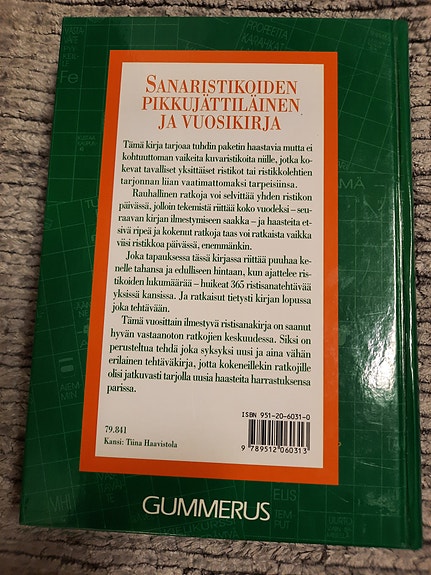 SANARISTIKOIDEN
PIKKUJÄTTILÄINEN
JA VUOSIKIRJA
Tämä kirja tarjoaa tuhdin paketin haastavia mutta ei
kohtuuttoman vaikeita kuvaristikoita niille, jotka ko-
kevat tavalliset yksittäiset ristikot tai ristikkolehtien
tarjonnan liian vaatimattomaksi tarpeisiinsa.
Rauhallinen ratkoja voi selvittää yhden ristikon
päivässä, jolloin tekemistä riittää koko vuodeksi – seu-
raavan kirjan ilmestymiseen saakka – ja haasteita et-
sivä ripeä ja kokenut ratkoja taas voi ratkaista vaikka
viisi ristikkoa päivässä, enemmänkin.
Joka tapauksessa tässä kirjassa riittää puuhaa ke-
nelle tahansa ja edulliseen hintaan, kun ajattelee ris-
tikoiden lukumäärää – huikeat 365 ristisanatehtävää
yksissä kansissa. Ja ratkaisut tietysti kirjan lopussa
joka tehtävään.
Tämä vuosittain ilmestyvä ristisanakirja on saanut
hyvän vastaanoton ratkojien keskuudessa. Siksi on
perusteltua tehdä joka syksyksi uusi ja aina vähän
erilainen tehtäväkirja, jotta kokeneillekin ratkojille
olisi jatkuvasti tarjolla uusia haasteita harrastuksensa
parissa.
ISBN 951-20-6031-0
79.841
Kansi: Tiina Haavistola
9 789512 060313
GUMMERUS